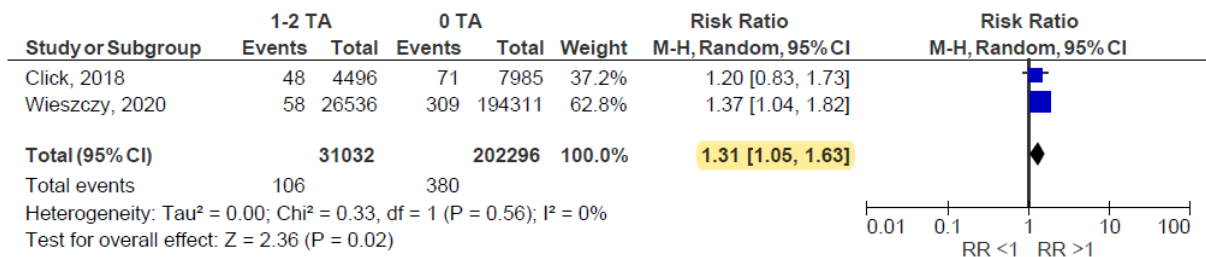 1-2 TA 0 TA Risk Ratio Risk Ratio
Study or Subgroup Events Total Events Total Weight M-H, Random, 95% CI M-H, Random, 95% CI
Click, 2018 48 4496 71 7985 37.2% 1.20 [0.83, 1.73]
Wieszczy, 2020 58 26536 309 194311 62.8% 1.37 [1.04, 1.82]
Total (95% CI) 31032 202296 100.0% 1.31 [1.05, 1.63]
Total events 106 380
Heterogeneity: Tau² = 0.00; Chi² = 0.33, df = 1 (P = 0.56); I² = 0%
Test for overall effect: Z = 2.36 (P = 0.02)
0.01 0.1 1 10 100
RR <1 RR >1